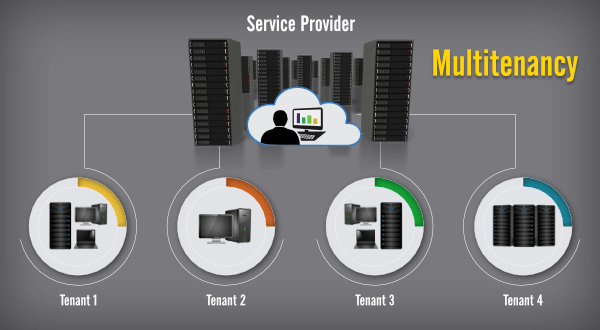 Service Provider
Multitenancy
Tenant 1
Tenant 2
Tenant 3
Tenant 4